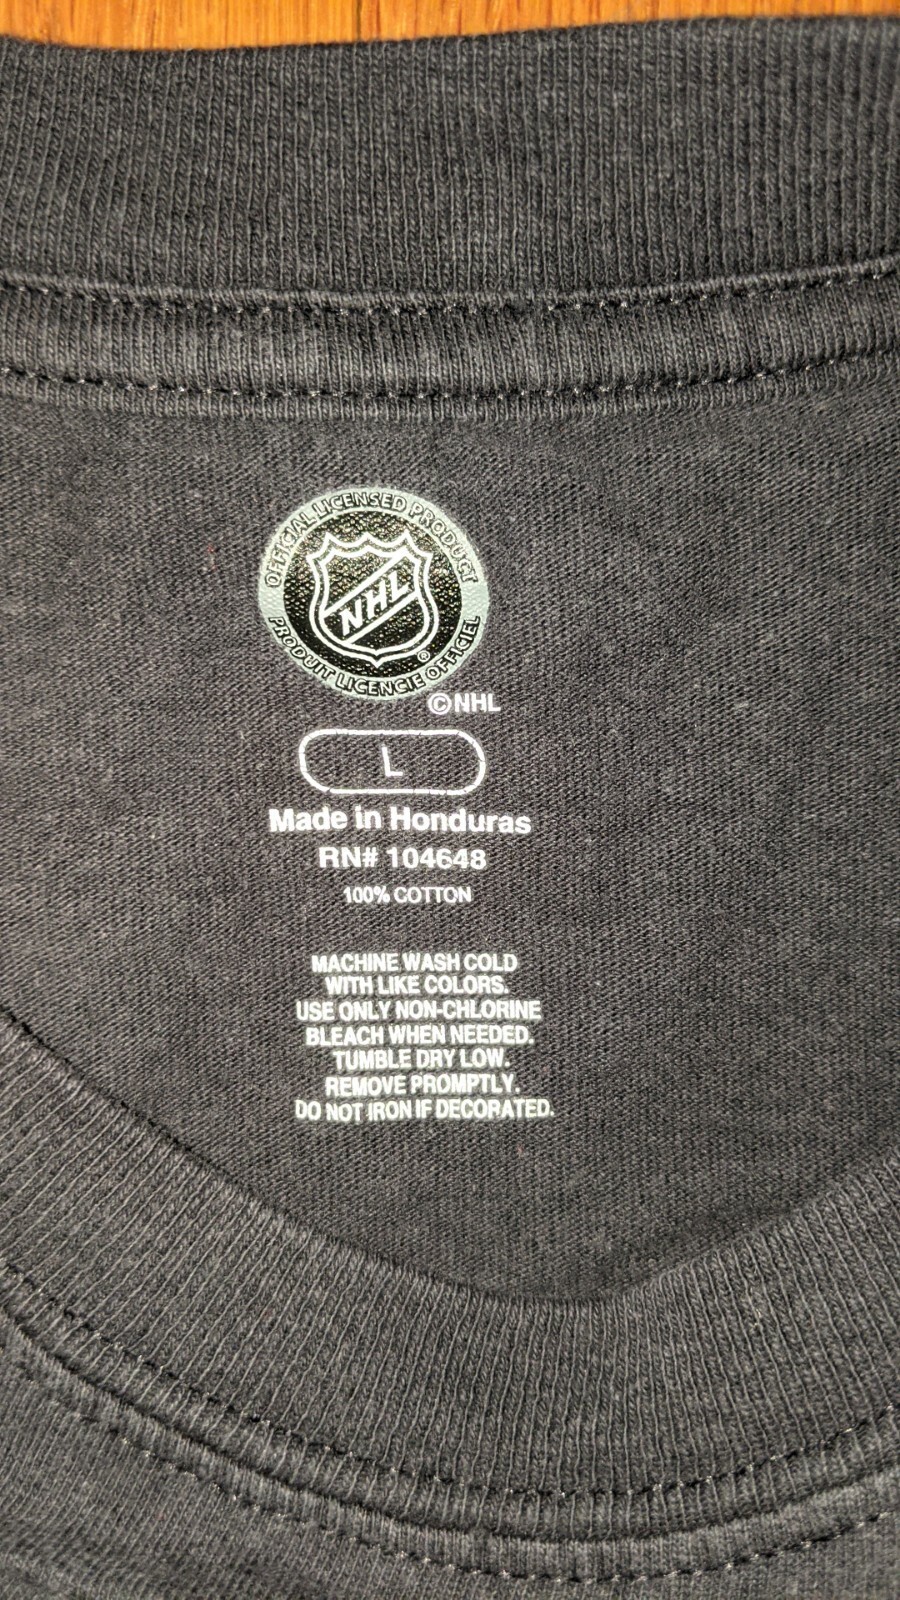 OFFICIAL LICENSED PRODUCT
NHL
®
PRODUIT LICENCIE OFFICIEL
©NHL
L
Made in Honduras
RN# 104648
100% COTTON
MACHINE WASH COLD
WITH LIKE COLORS.
USE ONLY NON-CHLORINE
BLEACH WHEN NEEDED.
TUMBLE DRY LOW.
REMOVE PROMPTLY.
DO NOT IRON IF DECORATED.